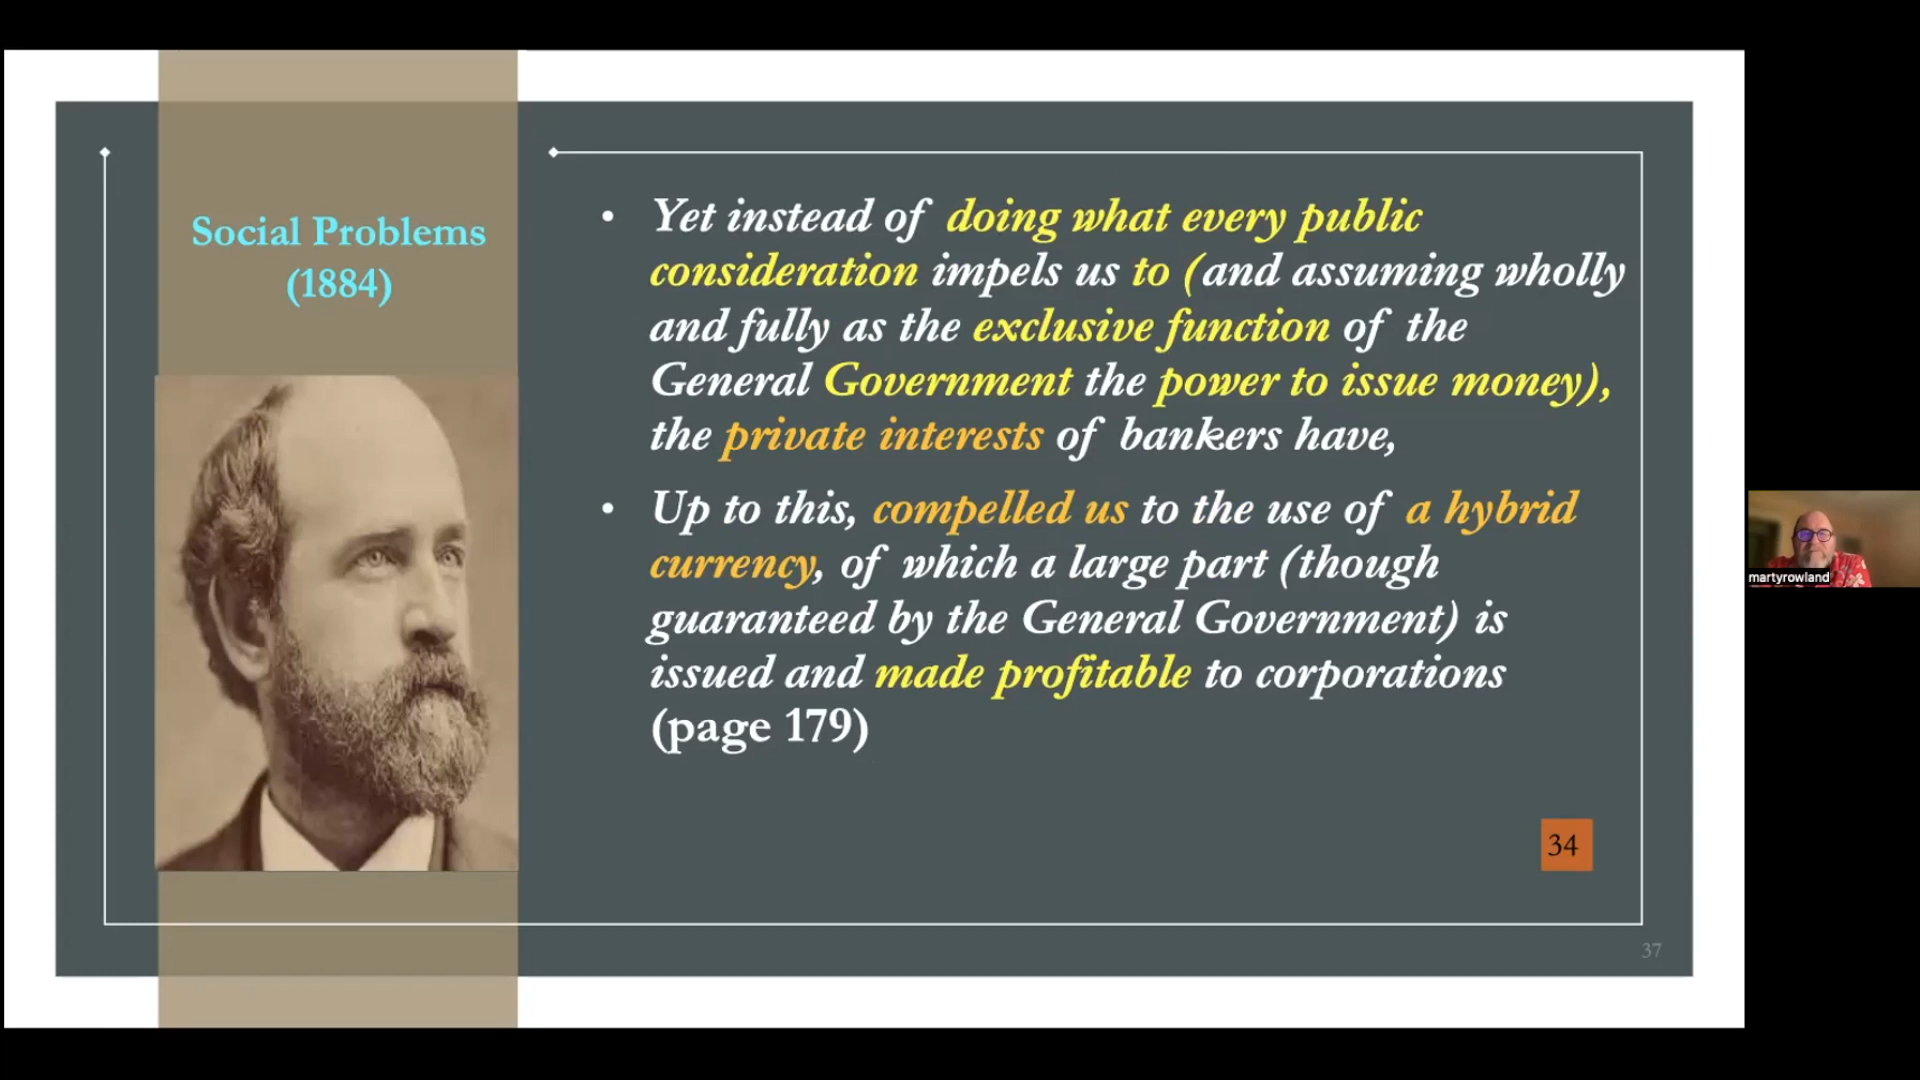 Social Problems
(1884)
• Yet instead of doing what every public
consideration impels us to (and assuming wholly
and fully as the exclusive function of the
General Government the power to issue money),
the private interests of bankers have,
• Up to this, compelled us to the use of a hybrid
currency, of which a large part (though
guaranteed by the General Government) is
issued and made profitable to corporations
(page 179)
34
37
martyrowland